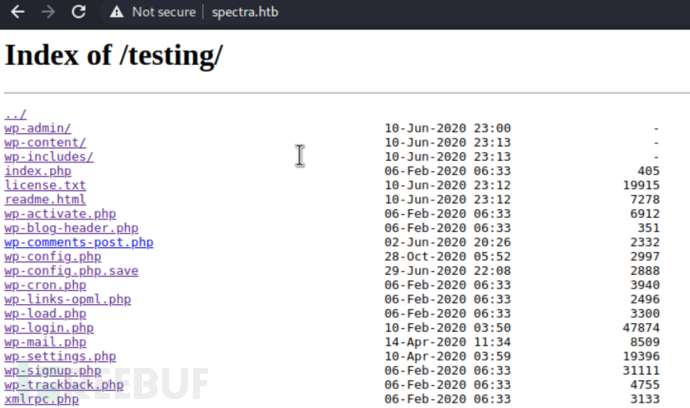 Not secure | spectra.htb
Index of /testing/
../
wp-admin/ 10-Jun-2020 23:00 -
wp-content/ 10-Jun-2020 23:13 -
wp-includes/ 10-Jun-2020 23:13 -
index.php 06-Feb-2020 06:33 405
license.txt 10-Jun-2020 23:12 19915
readme.html 10-Jun-2020 23:12 7278
wp-activate.php 06-Feb-2020 06:33 6912
wp-blog-header.php 06-Feb-2020 06:33 351
wp-comments-post.php 02-Jun-2020 20:26 2332
wp-config.php 28-Oct-2020 05:52 2997
wp-config.php.save 29-Jun-2020 22:08 2888
wp-cron.php 06-Feb-2020 06:33 3940
wp-links-opml.php 06-Feb-2020 06:33 2496
wp-load.php 06-Feb-2020 06:33 3300
wp-login.php 10-Feb-2020 03:50 47874
wp-mail.php 14-Apr-2020 11:34 8509
wp-settings.php 10-Apr-2020 03:59 19396
wp-signup.php 06-Feb-2020 06:33 31111
wp-trackback.php 06-Feb-2020 06:33 4755
xmlrpc.php 06-Feb-2020 06:33 3133
FREEBUF